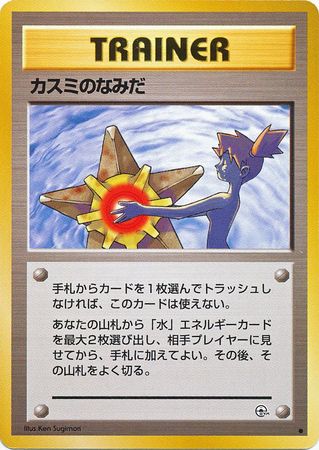 TRAINER
カスミのなみだ
手札からカードを1枚選んでトラッシュし
なければ、このカードは使えない。
あなたの山札から「水」エネルギーカード
を最大2枚選び出し、相手プレイヤーに見
せてから、手札に加えてよい。その後、そ
の山札をよく切る。
Illus. Ken Sugimori